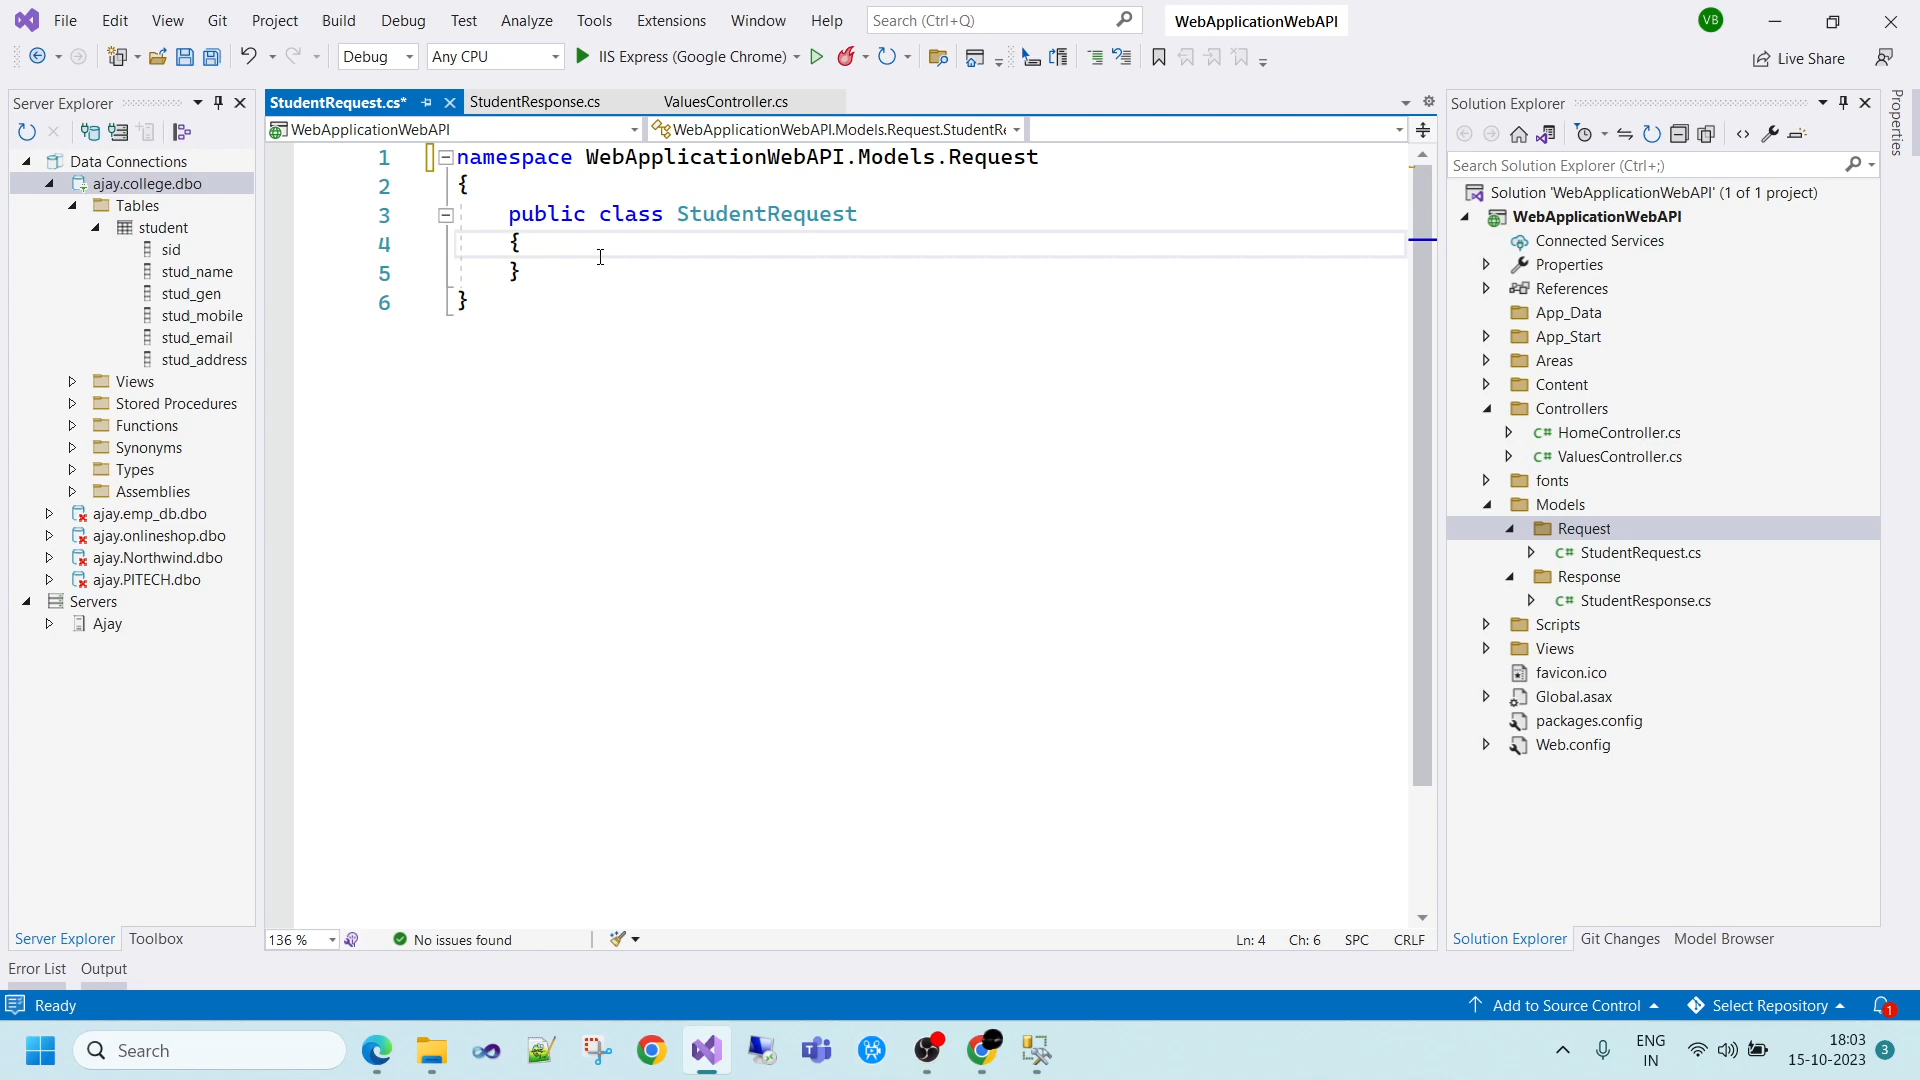 File Edit View Git Project Build Debug Test Analyze Tools Extensions Window Help Search (Ctrl+Q) WebApplicationWebAPI VB
Debug Any CPU IIS Express (Google Chrome) Live Share
Server Explorer
Data Connections
ajay.college.dbo
Tables
student
sid
stud_name
stud_gen
stud_mobile
stud_email
stud_address
Views
Stored Procedures
Functions
Synonyms
Types
Assemblies
ajay.emp_db.dbo
ajay.onlineshop.dbo
ajay.Northwind.dbo
ajay.PITECH.dbo
Servers
Ajay
Server Explorer Toolbox
StudentRequest.cs* StudentResponse.cs ValuesController.cs
WebApplicationWebAPI WebApplicationWebAPI.Models.Request.StudentRe
1 namespace WebApplicationWebAPI.Models.Request
2 {
3 public class StudentRequest
4 {
5 }
6 }
136 % No issues found Ln: 4 Ch: 6 SPC CRLF
Solution Explorer
Search Solution Explorer (Ctrl+;)
Solution 'WebApplicationWebAPI' (1 of 1 project)
WebApplicationWebAPI
Connected Services
Properties
References
App_Data
App_Start
Areas
Content
Controllers
C# HomeController.cs
C# ValuesController.cs
fonts
Models
Request
C# StudentRequest.cs
Response
C# StudentResponse.cs
Scripts
Views
favicon.ico
Global.asax
packages.config
Web.config
Solution Explorer Git Changes Model Browser
Properties
Error List Output
Ready Add to Source Control Select Repository 1
Search
ENG
IN
18:03
15-10-2023
3